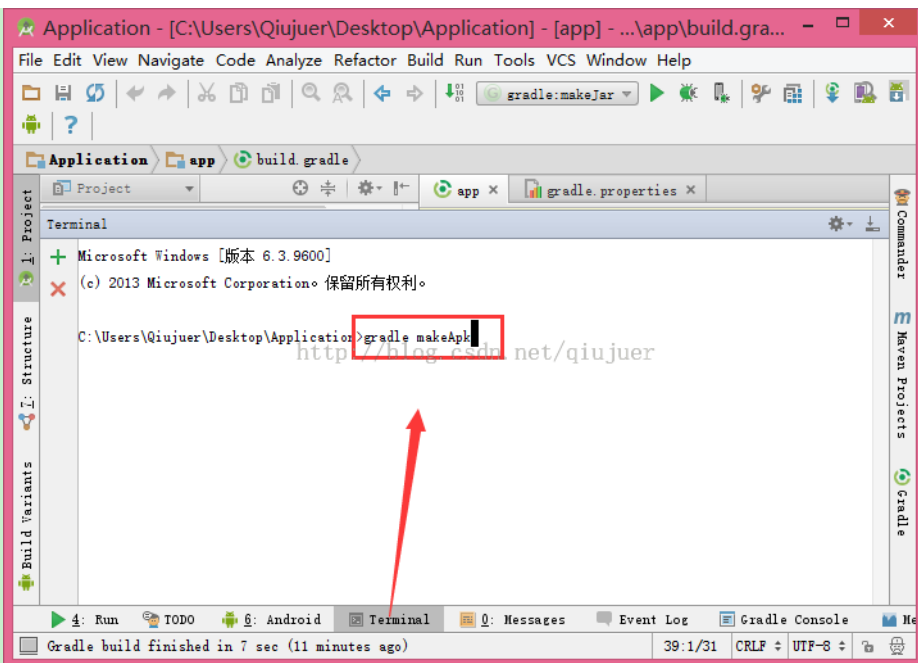 Application - [C:\Users\Qiujuer\Desktop\Application] - [app] - ...\app\build.gra...
File Edit View Navigate Code Analyze Refactor Build Run Tools VCS Window Help
gradle:makeJar
?
Application app build.gradle
Project
app × gradle.properties ×
Terminal
1: Project
Microsoft Windows [版本 6.3.9600]
(c) 2013 Microsoft Corporation。保留所有权利。
C:\Users\Qiujuer\Desktop\Application>gradle makeApk
http://blog.csdn.net/qiujuer
Z: Structure
Build Variants
Commander
m Maven Projects
Gradle
4: Run TODO 6: Android Terminal 0: Messages Event Log Gradle Console Me
Gradle build finished in 7 sec (11 minutes ago) 39:1/31 CRLF UTF-8